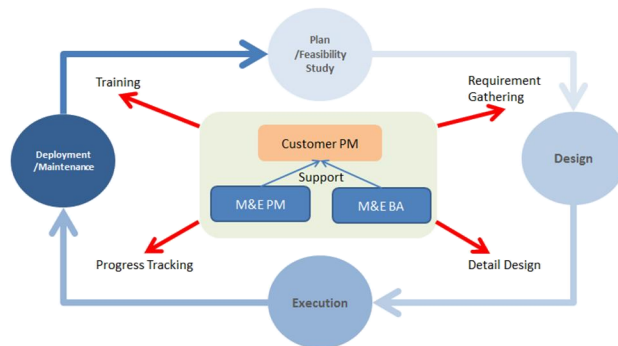 Plan
/Feasibility
Study
Training
Requirement
Gathering
Customer PM
Deployment
/Maintenance
Support
Design
M&E PM
M&E BA
Progress Tracking
Detail Design
Execution